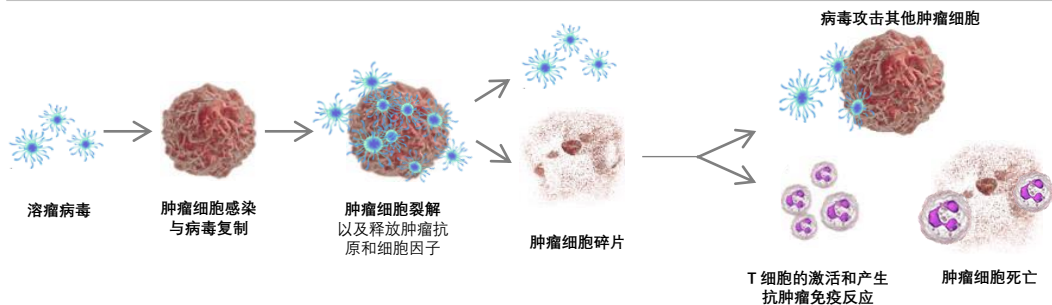 病毒攻击其他肿瘤细胞
溶瘤病毒
肿瘤细胞感染
与病毒复制
肿瘤细胞裂解
以及释放肿瘤抗
原和细胞因子
肿瘤细胞碎片
T 细胞的激活和产生
抗肿瘤免疫反应
肿瘤细胞死亡